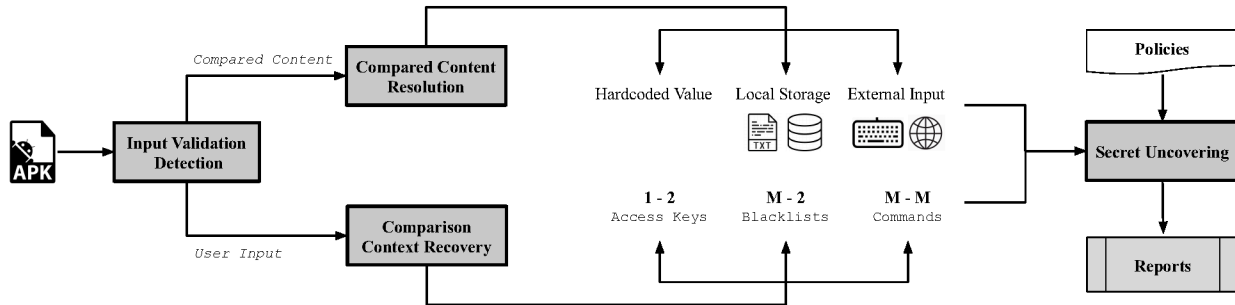 Compared Content
Compared Content
Resolution
Policies
Hardcoded Value
Local Storage
External Input
TXT
APK
Input Validation
Detection
Secret Uncovering
1 - 2
M - 2
M - M
Access Keys
Blacklists
Commands
User Input
Comparison
Context Recovery
Reports